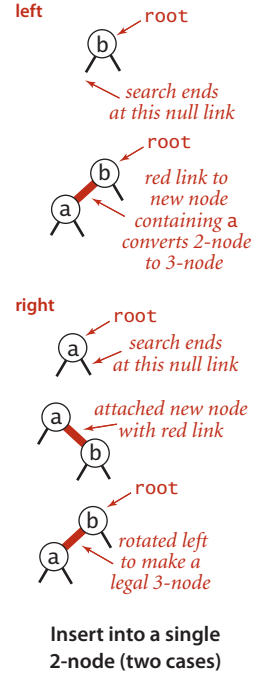 left
root
b
search ends
at this null link
root
b
a
red link to
new node
containing a
converts 2-node
to 3-node
right
root
a
search ends
at this null link
a
attached new node
with red link
b
root
b
a
rotated left
to make a
legal 3-node
Insert into a single
2-node (two cases)